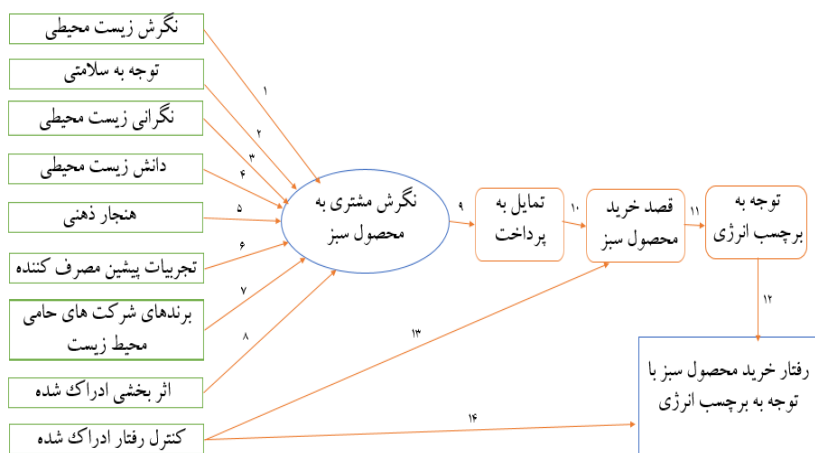 نگرش زیست محیطی
توجه به سلامتی
نگرانی زیست محیطی
دانش زیست محیطی
هنجار ذهنی
تجربیات پیشین مصرف کننده
برندهای شرکت های حامی
محیط زیست
اثر بخشی ادراک شده
کنترل رفتار ادراک شده
۱
۲
۳
۴
۵
۶
۷
۸
نگرش مشتری به
محصول سبز
۹
تمایل به
پرداخت
۱۰
قصد خرید
محصول سبز
۱۱
توجه به
برچسب انرژی
۱۲
۱۳
۱۴
رفتار خرید محصول سبز با
توجه به برچسب انرژی